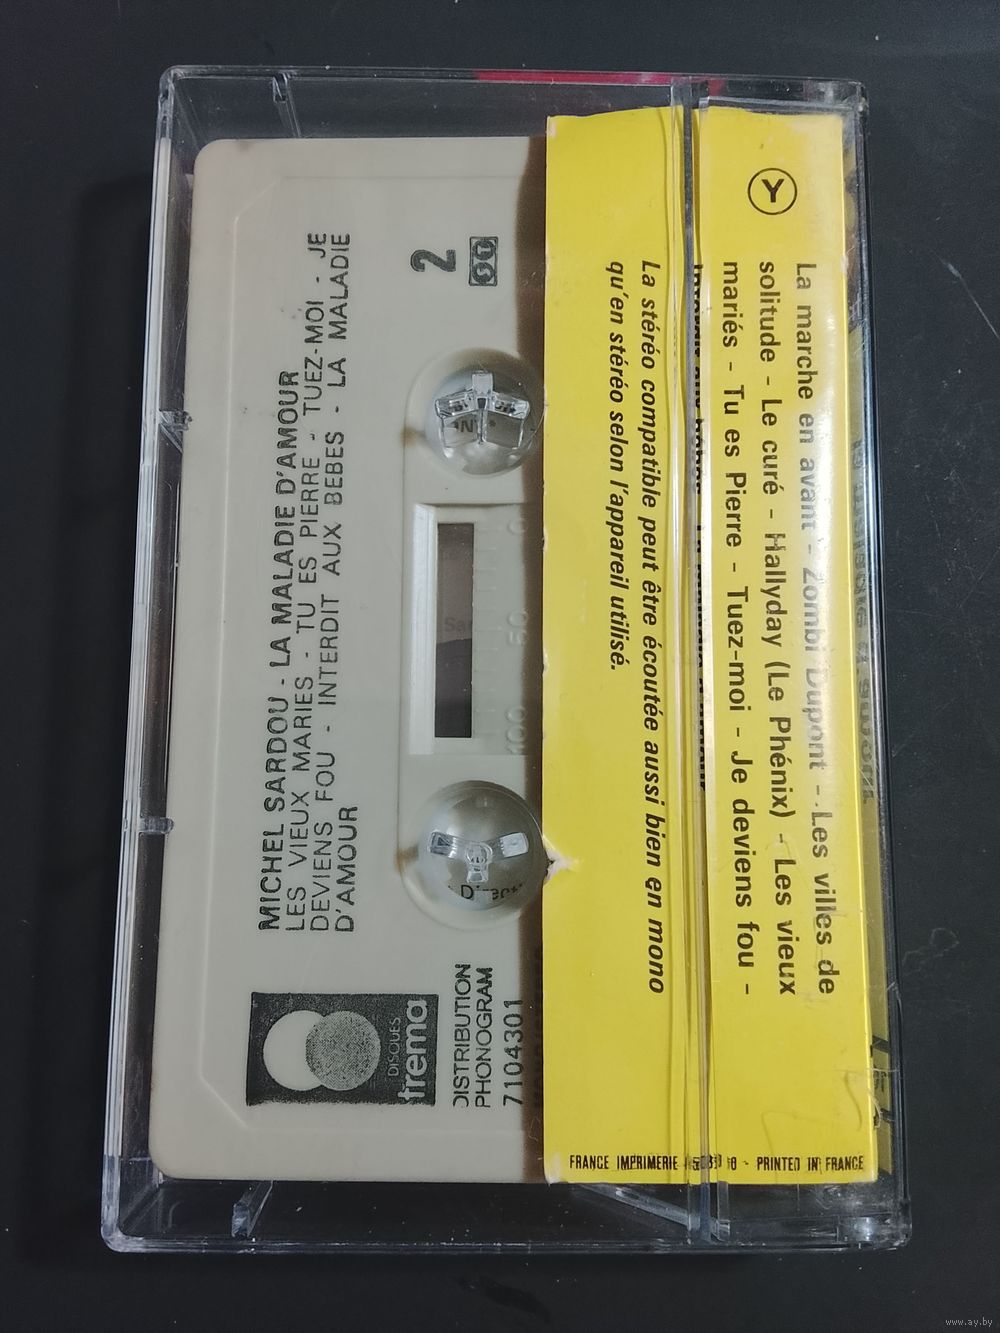 MICHEL SARDOU - LA MALADIE D'AMOUR
LES VIEUX MARIES - TU ES PIERRE - TUEZ-MOI - JE
DEVIENS FOU - INTERDIT AUX BEBES - LA MALADIE
D'AMOUR
2
DISQUES
trema
DISTRIBUTION
PHONOGRAM
7104301
100 50 0
Y
La marche en avant - Zombi Dupont - Les villes de
solitude - Le curé - Hallyday (Le Phénix) - Les vieux
mariés - Tu es Pierre - Tuez-moi - Je deviens fou -
La stéréo compatible peut être écoutée aussi bien en mono
qu'en stéréo selon l'appareil utilisé.
FRANCE IMPRIMERIE - PRINTED IN FRANCE
www.ay.by